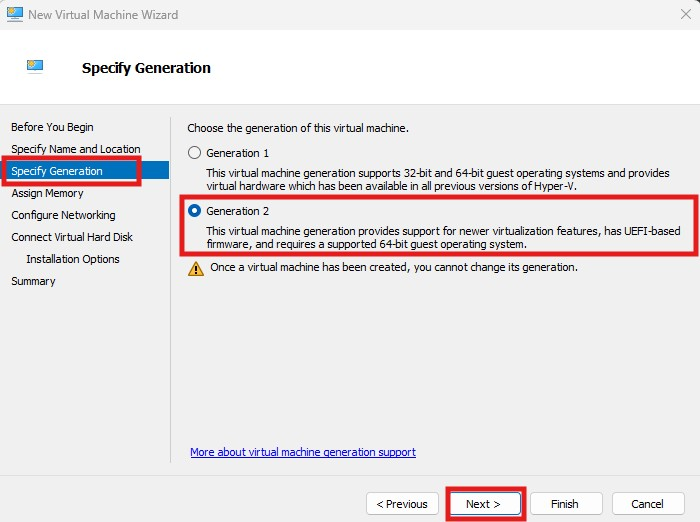 New Virtual Machine Wizard
Specify Generation
Before You Begin
Specify Name and Location
Specify Generation
Assign Memory
Configure Networking
Connect Virtual Hard Disk
Installation Options
Summary
Choose the generation of this virtual machine.
Generation 1
This virtual machine generation supports 32-bit and 64-bit guest operating systems and provides
virtual hardware which has been available in all previous versions of Hyper-V.
Generation 2
This virtual machine generation provides support for newer virtualization features, has UEFI-based
firmware, and requires a supported 64-bit guest operating system.
Once a virtual machine has been created, you cannot change its generation.
More about virtual machine generation support
< Previous
Next >
Finish
Cancel